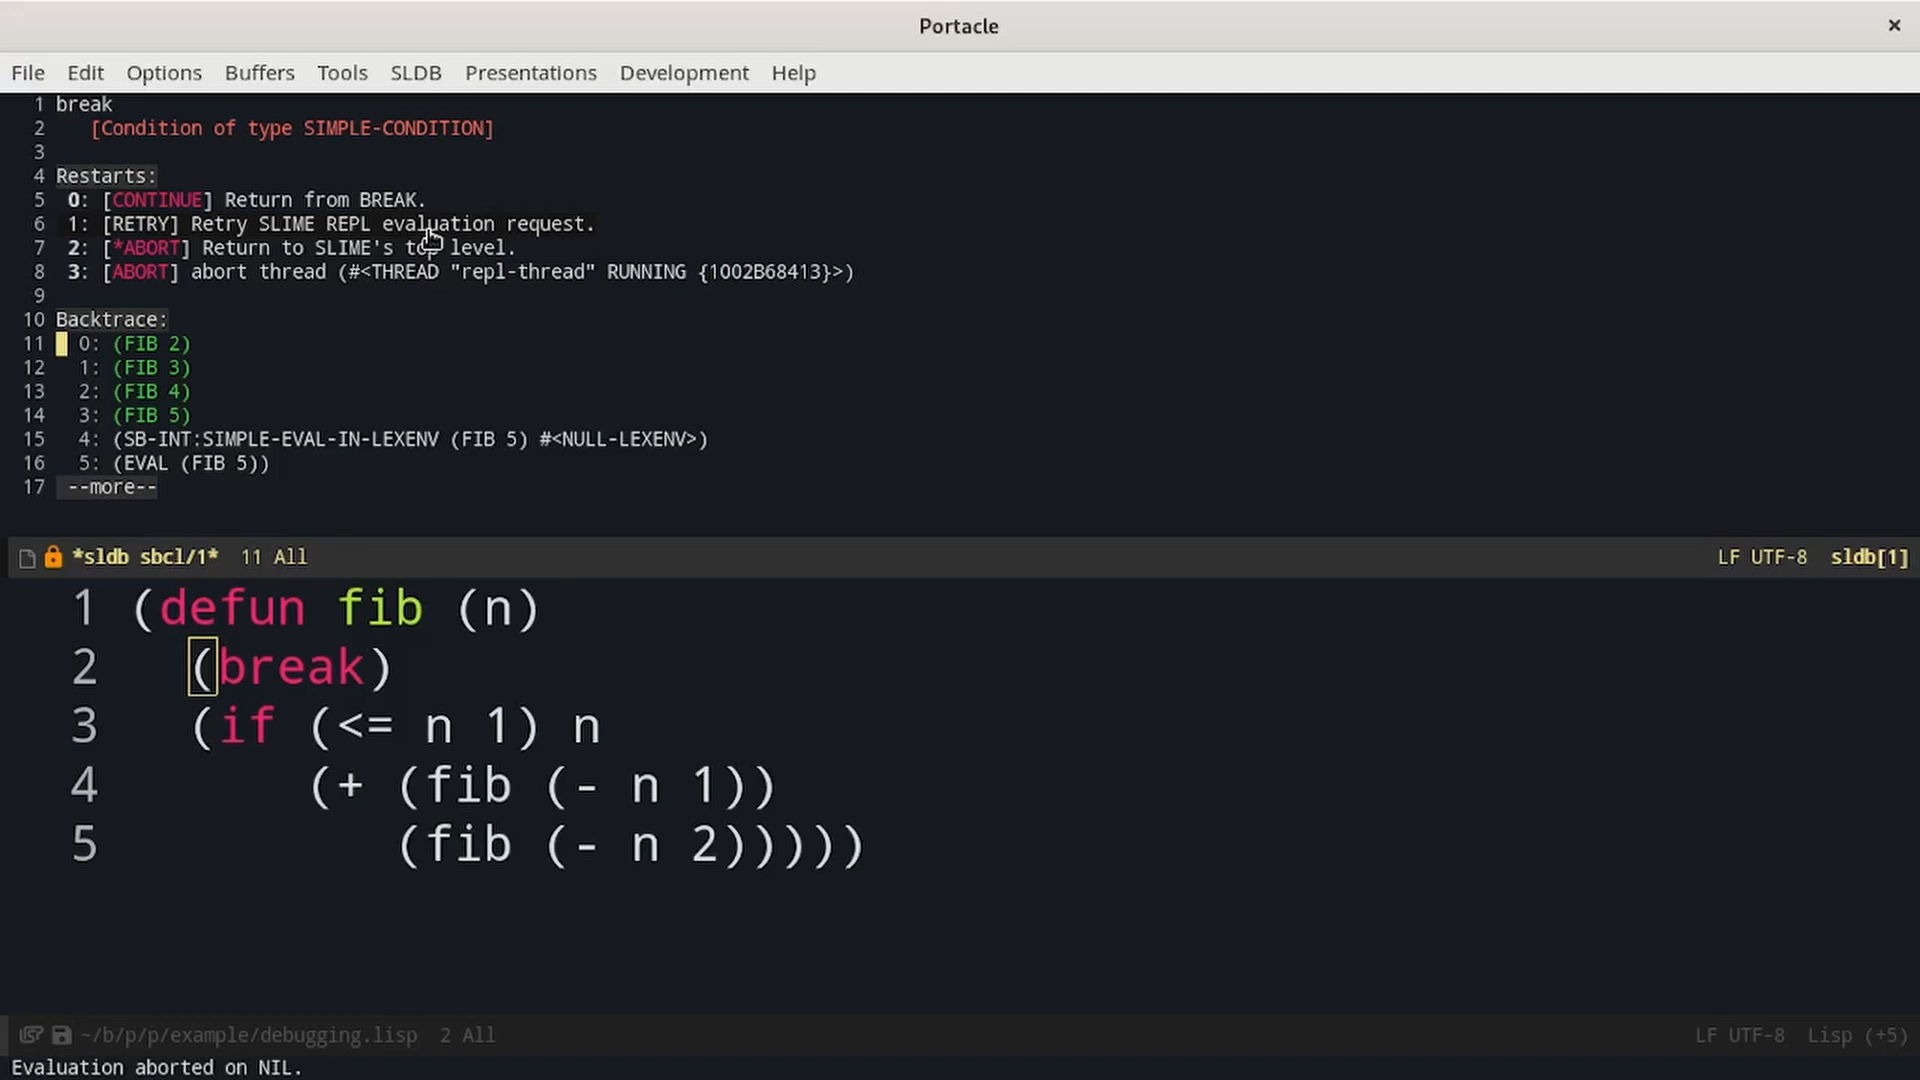 Portacle ×
File Edit Options Buffers Tools SLDB Presentations Development Help
1 break
2 [Condition of type SIMPLE-CONDITION]
3
4 Restarts:
5 0: [CONTINUE] Return from BREAK.
6 1: [RETRY] Retry SLIME REPL evaluation request.
7 2: [*ABORT] Return to SLIME's top level.
8 3: [ABORT] abort thread (#<THREAD "repl-thread" RUNNING {1002B68413}>)
9
10 Backtrace:
11 0: (FIB 2)
12 1: (FIB 3)
13 2: (FIB 4)
14 3: (FIB 5)
15 4: (SB-INT:SIMPLE-EVAL-IN-LEXENV (FIB 5) #<NULL-LEXENV>)
16 5: (EVAL (FIB 5))
17 --more--
*sldb sbcl/1* 11 All LF UTF-8 sldb[1]
1 (defun fib (n)
2 (break)
3 (if (<= n 1) n
4 (+ (fib (- n 1))
5 (fib (- n 2)))))
~/b/p/p/example/debugging.lisp 2 All LF UTF-8 Lisp (+5)
Evaluation aborted on NIL.